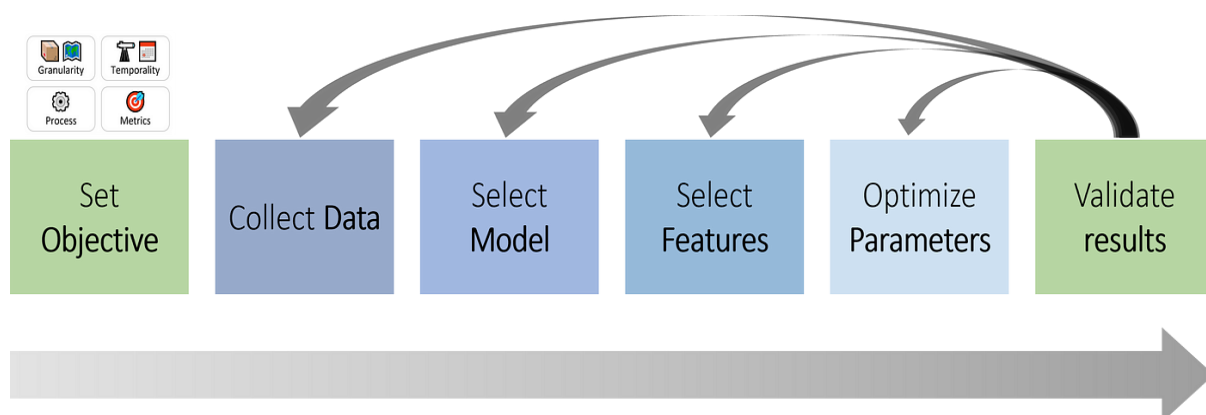 Granularity
Temporality
Process
Metrics
Set
Objective
Collect Data
Select
Model
Select
Features
Optimize
Parameters
Validate
results